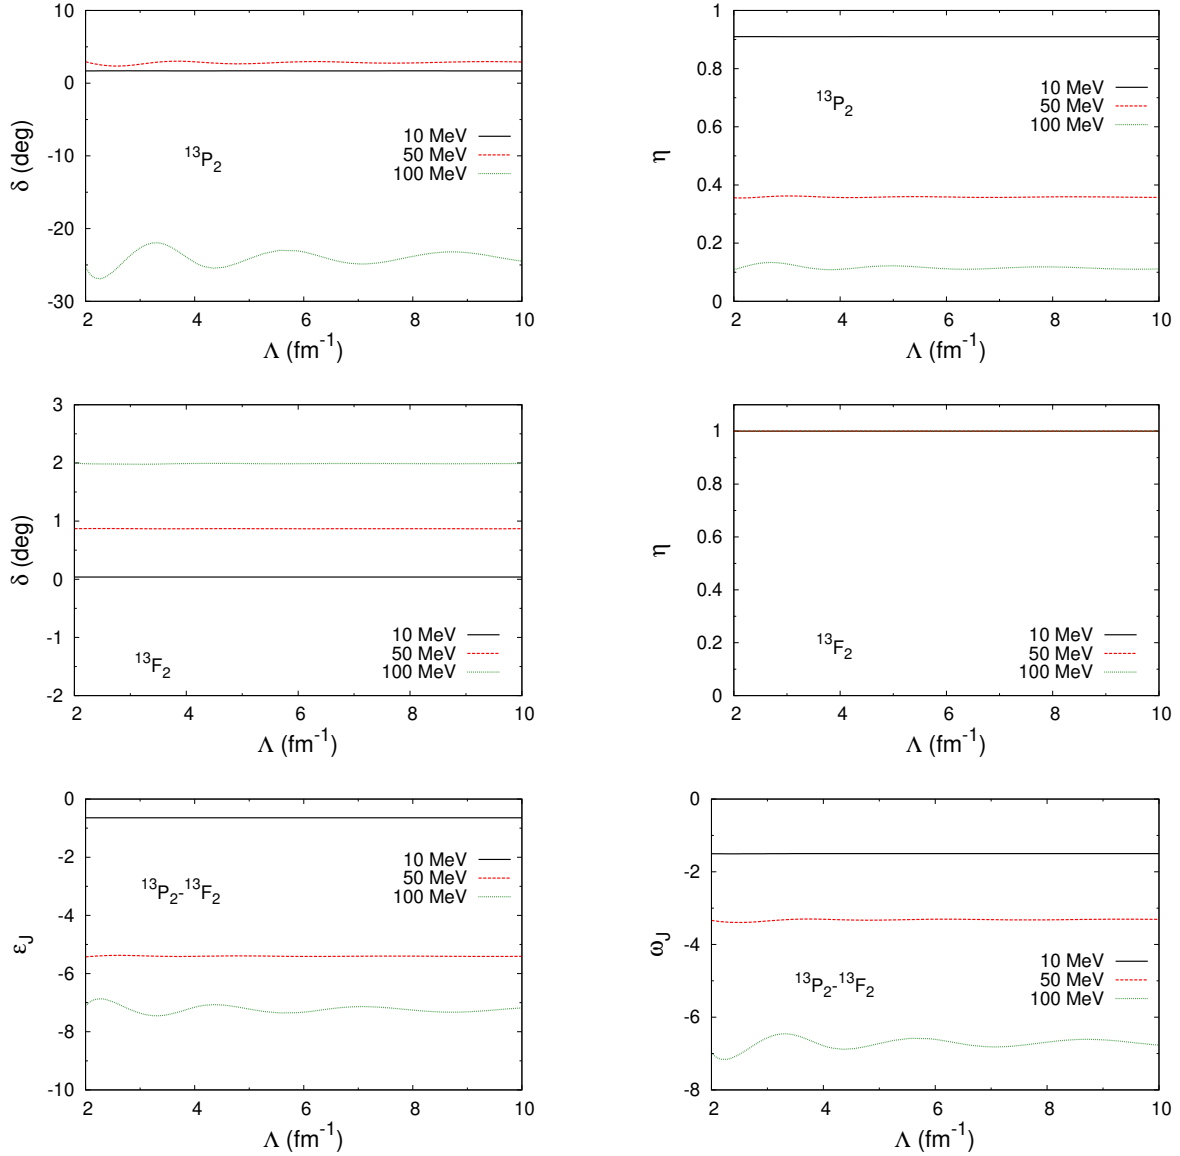 10
0
-10
-20
-30
δ (deg)
¹³P₂
10 MeV
50 MeV
100 MeV
2 4 6 8 10
Λ (fm⁻¹)
1
0.8
0.6
0.4
0.2
0
η
¹³P₂
10 MeV
50 MeV
100 MeV
2 4 6 8 10
Λ (fm⁻¹)
3
2
1
0
-1
-2
δ (deg)
¹³F₂
10 MeV
50 MeV
100 MeV
2 4 6 8 10
Λ (fm⁻¹)
1
0.8
0.6
0.4
0.2
0
η
¹³F₂
10 MeV
50 MeV
100 MeV
2 4 6 8 10
Λ (fm⁻¹)
0
-2
-4
-6
-8
-10
ε_J
¹³P₂-¹³F₂
10 MeV
50 MeV
100 MeV
2 4 6 8 10
Λ (fm⁻¹)
0
-2
-4
-6
-8
ω_J
¹³P₂-¹³F₂
10 MeV
50 MeV
100 MeV
2 4 6 8 10
Λ (fm⁻¹)